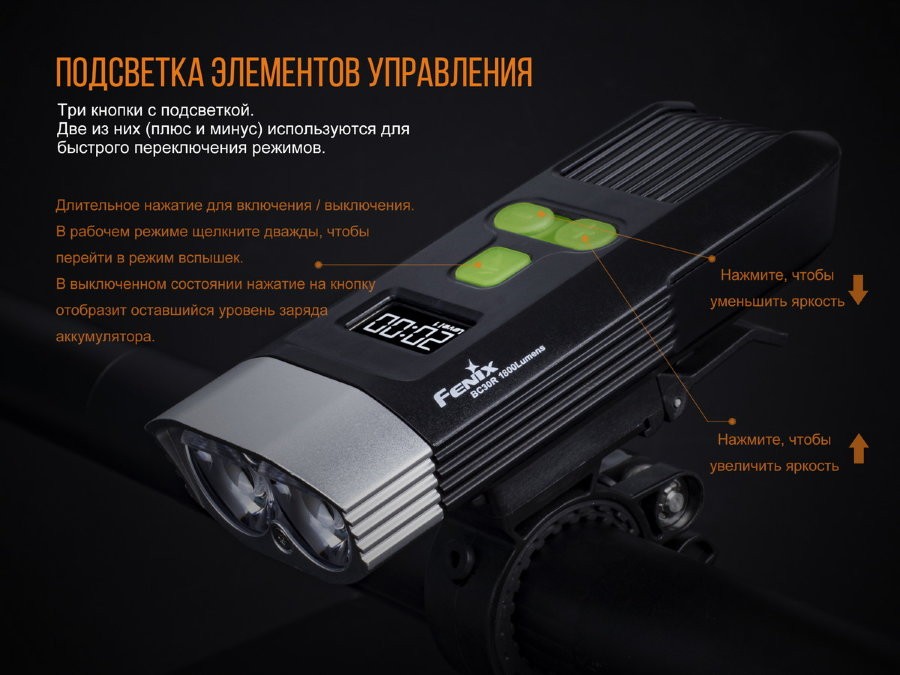 ПОДСВЕТКА ЭЛЕМЕНТОВ УПРАВЛЕНИЯ
Три кнопки с подсветкой.
Две из них (плюс и минус) используются для
быстрого переключения режимов.
Длительное нажатие для включения / выключения.
В рабочем режиме щелкните дважды, чтобы
перейти в режим вспышек.
В выключенном состоянии нажатие на кнопку
отобразит оставшийся уровень заряда
аккумулятора.
Нажмите, чтобы
уменьшить яркость
Нажмите, чтобы
увеличить яркость
00:02
FENIX
BC30R 1800Lumens